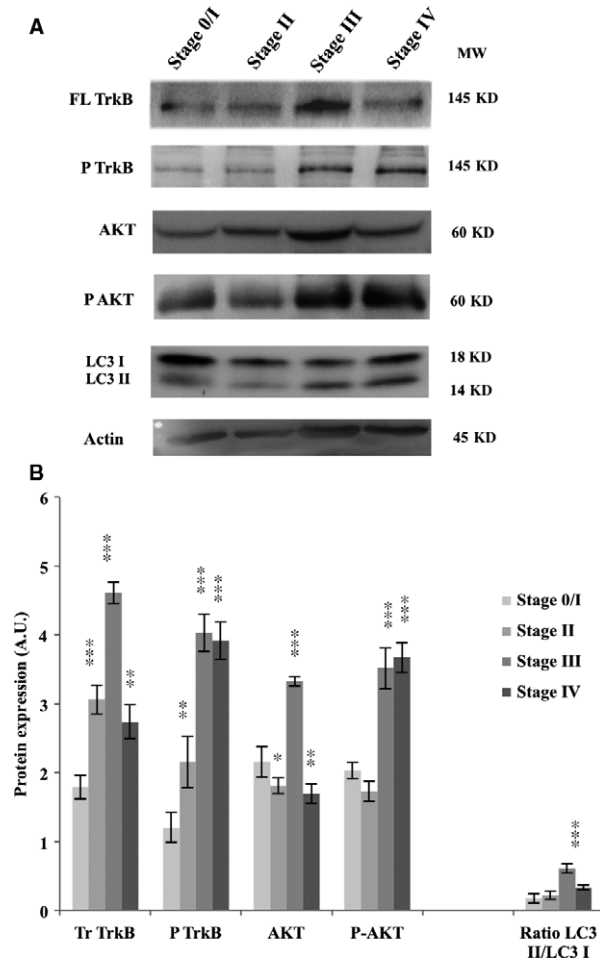 A
Stage 0/I Stage II Stage III Stage IV
MW
FL TrkB 145 KD
P TrkB 145 KD
AKT 60 KD
P AKT 60 KD
LC3 I 18 KD
LC3 II 14 KD
Actin 45 KD
B
Protein expression (A.U.)
6
5
4
3
2
1
0
***
***
**
**
***
***
*
***
**
***
***
***
Stage 0/I
Stage II
Stage III
Stage IV
Tr TrkB P TrkB AKT P-AKT Ratio LC3
II/LC3 I